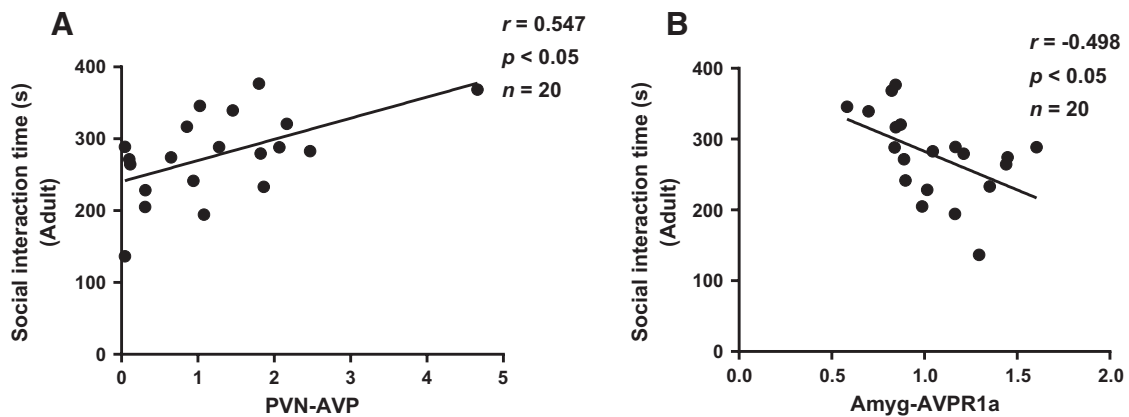 A
r = 0.547
p < 0.05
n = 20
Social interaction time (s)
(Adult)
400
300
200
100
0
0 1 2 3 4 5
PVN-AVP
B
r = -0.498
p < 0.05
n = 20
Social interaction time (s)
(Adult)
400
300
200
100
400
0.0 0.5 1.0 1.5 2.0
Amyg-AVPR1a